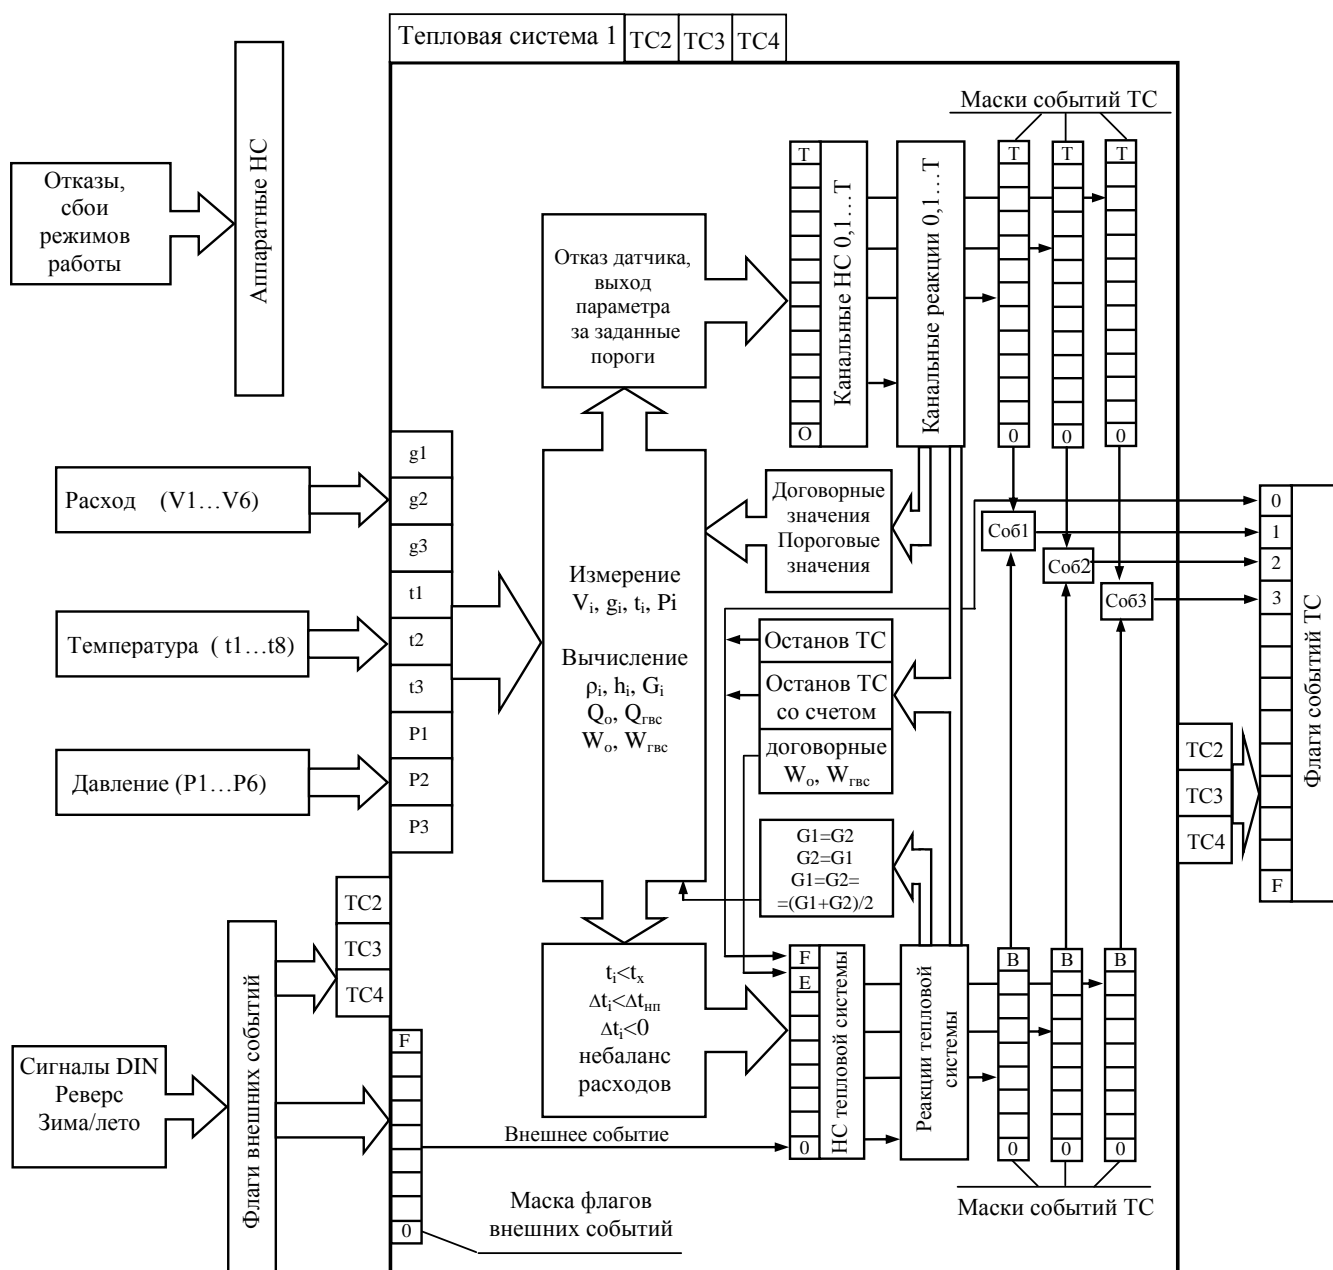 Тепловая система 1
ТС2
ТС3
ТС4
Маски событий ТС
Отказы,
сбои
режимов
работы
Аппаратные НС
Отказ датчика,
выход
параметра
за заданные
пороги
Т
О
Канальные НС 0,1…Т
Канальные реакции 0,1…Т
Т
Т
Т
0
0
0
Расход (V1…V6)
Температура ( t1…t8)
Давление (P1…P6)
g1
g2
g3
t1
t2
t3
P1
P2
P3
Измерение
Vi, gi, ti, Pi
Вычисление
ρi, hi, Gi
Qо, Qгвс
Wо, Wгвс
Договорные
значения
Пороговые
значения
Соб1
Соб2
Соб3
0
1
2
3
F
Флаги событий ТС
Останов ТС
Останов ТС
со счетом
договорные
Wо, Wгвс
ТС2
ТС3
ТС4
G1=G2
G2=G1
G1=G2=
=(G1+G2)/2
ТС2
ТС3
ТС4
Сигналы DIN
Реверс
Зима/лето
Флаги внешних событий
F
0
ti<tх
Δti<Δtнп
Δti<0
небаланс
расходов
Внешнее событие
F
E
0
НС тепловой системы
Реакции тепловой
системы
В
В
В
0
0
0
Маски событий ТС
Маска флагов
внешних событий